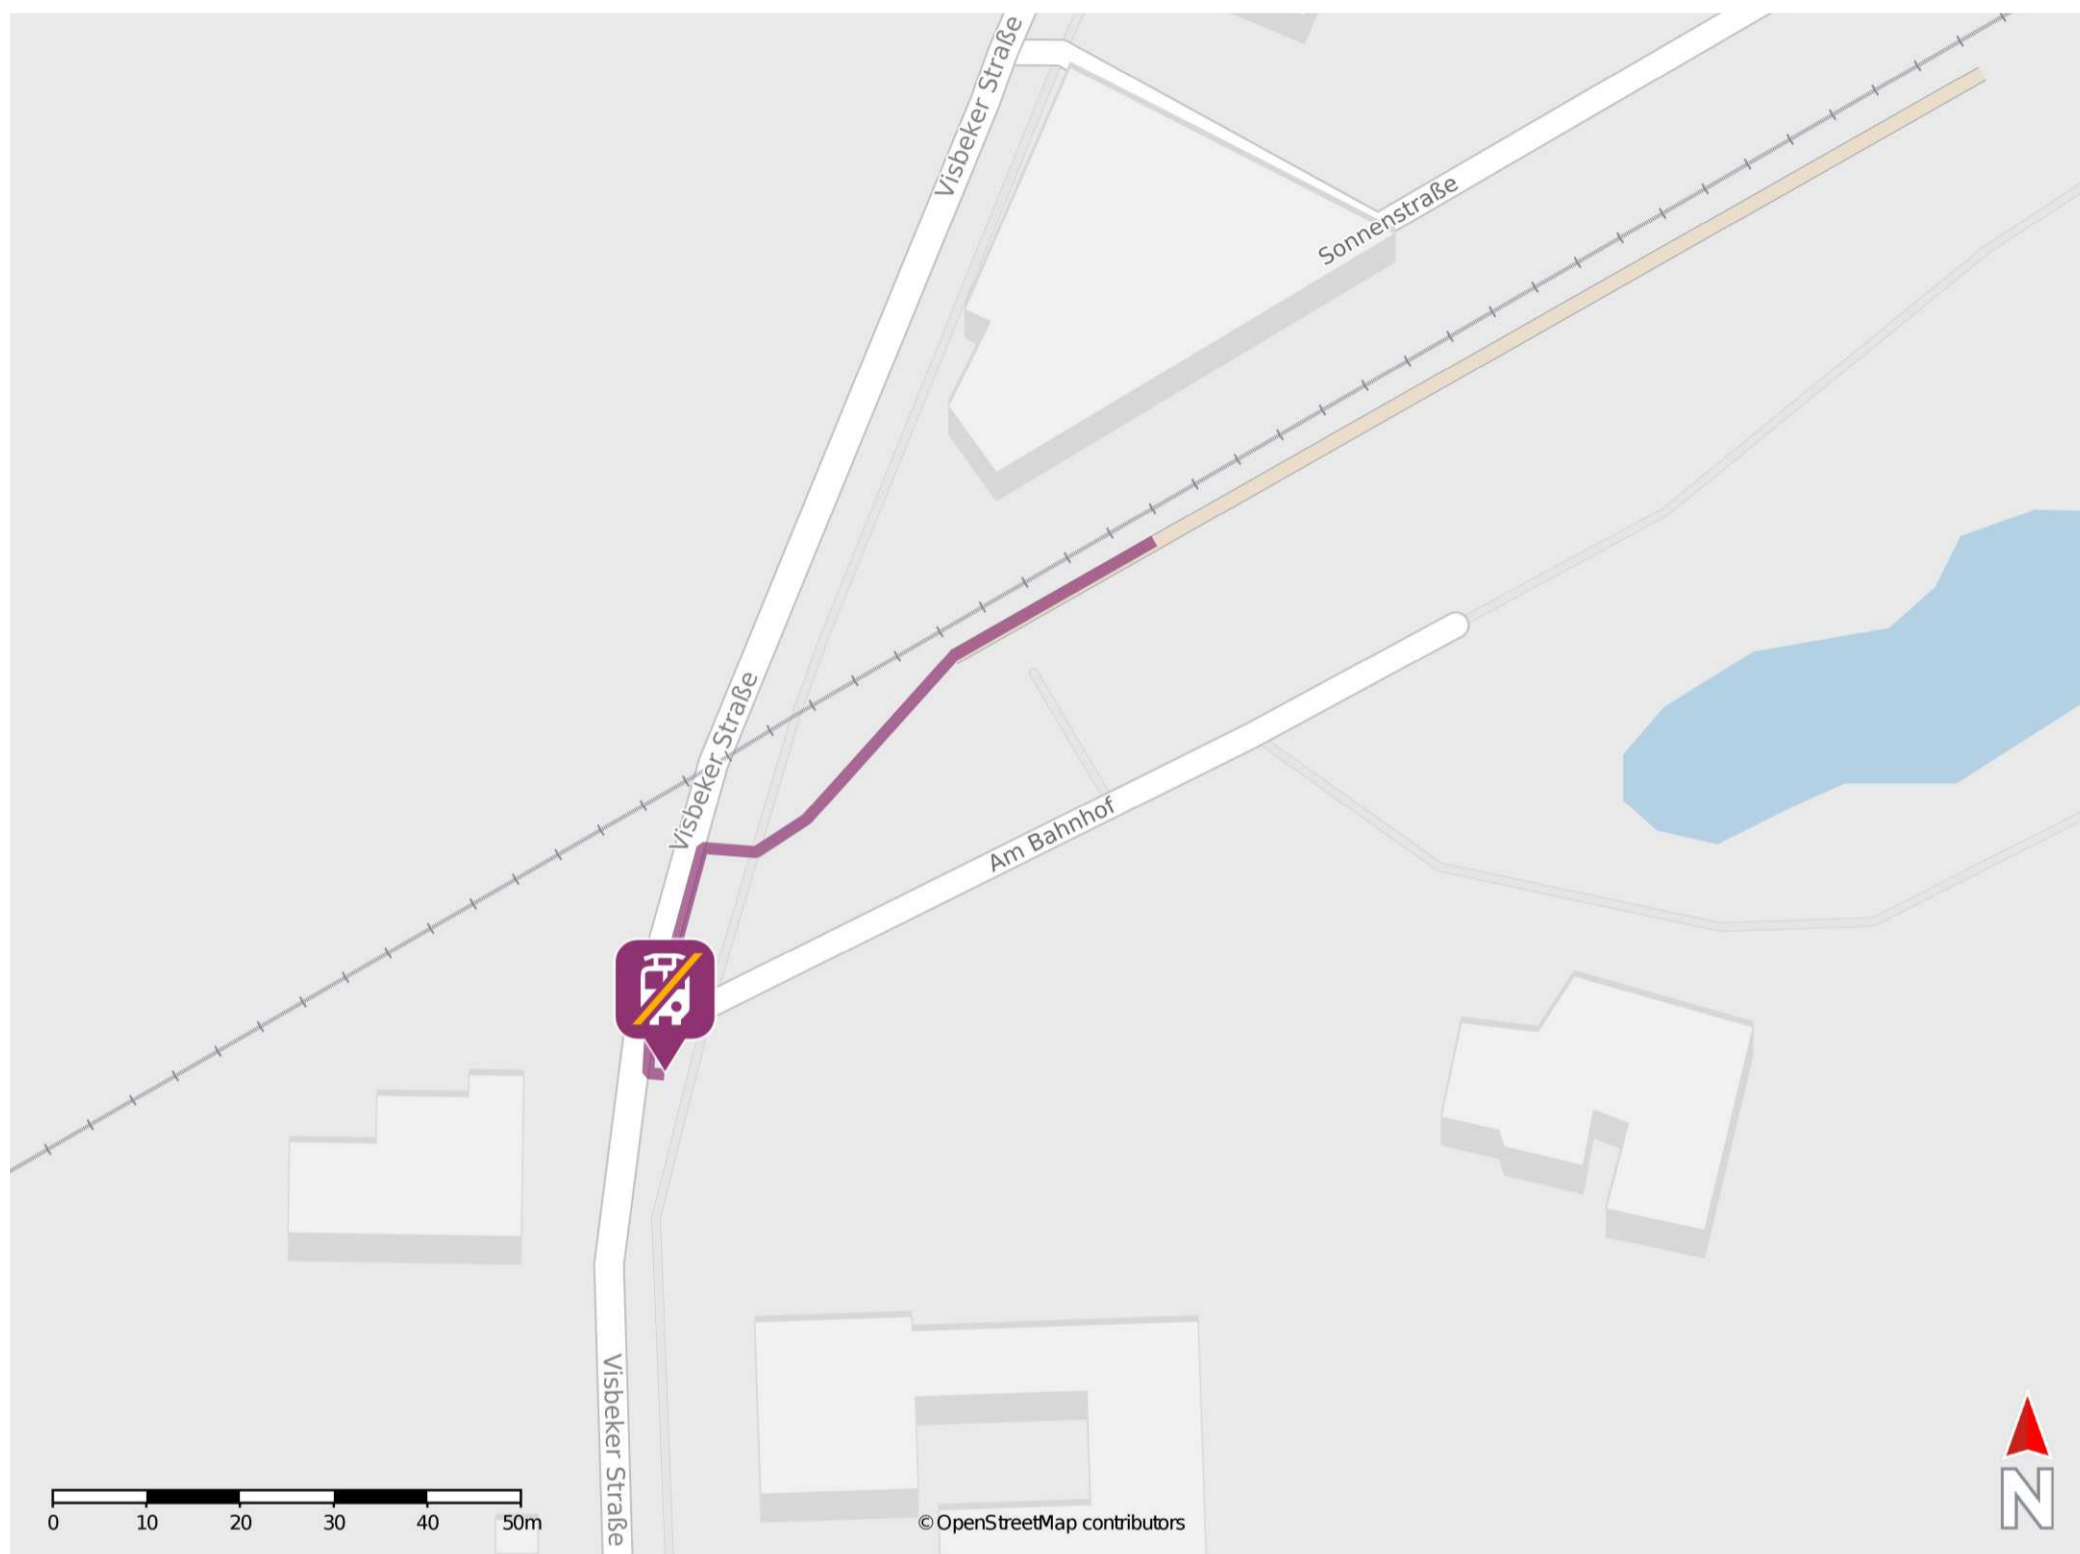 Visbeker Straße
Sonnenstraße
Visbeker Straße
Am Bahnhof
Visbeker Straße
0 10 20 30 40 50m
© OpenStreetMap contributors
N